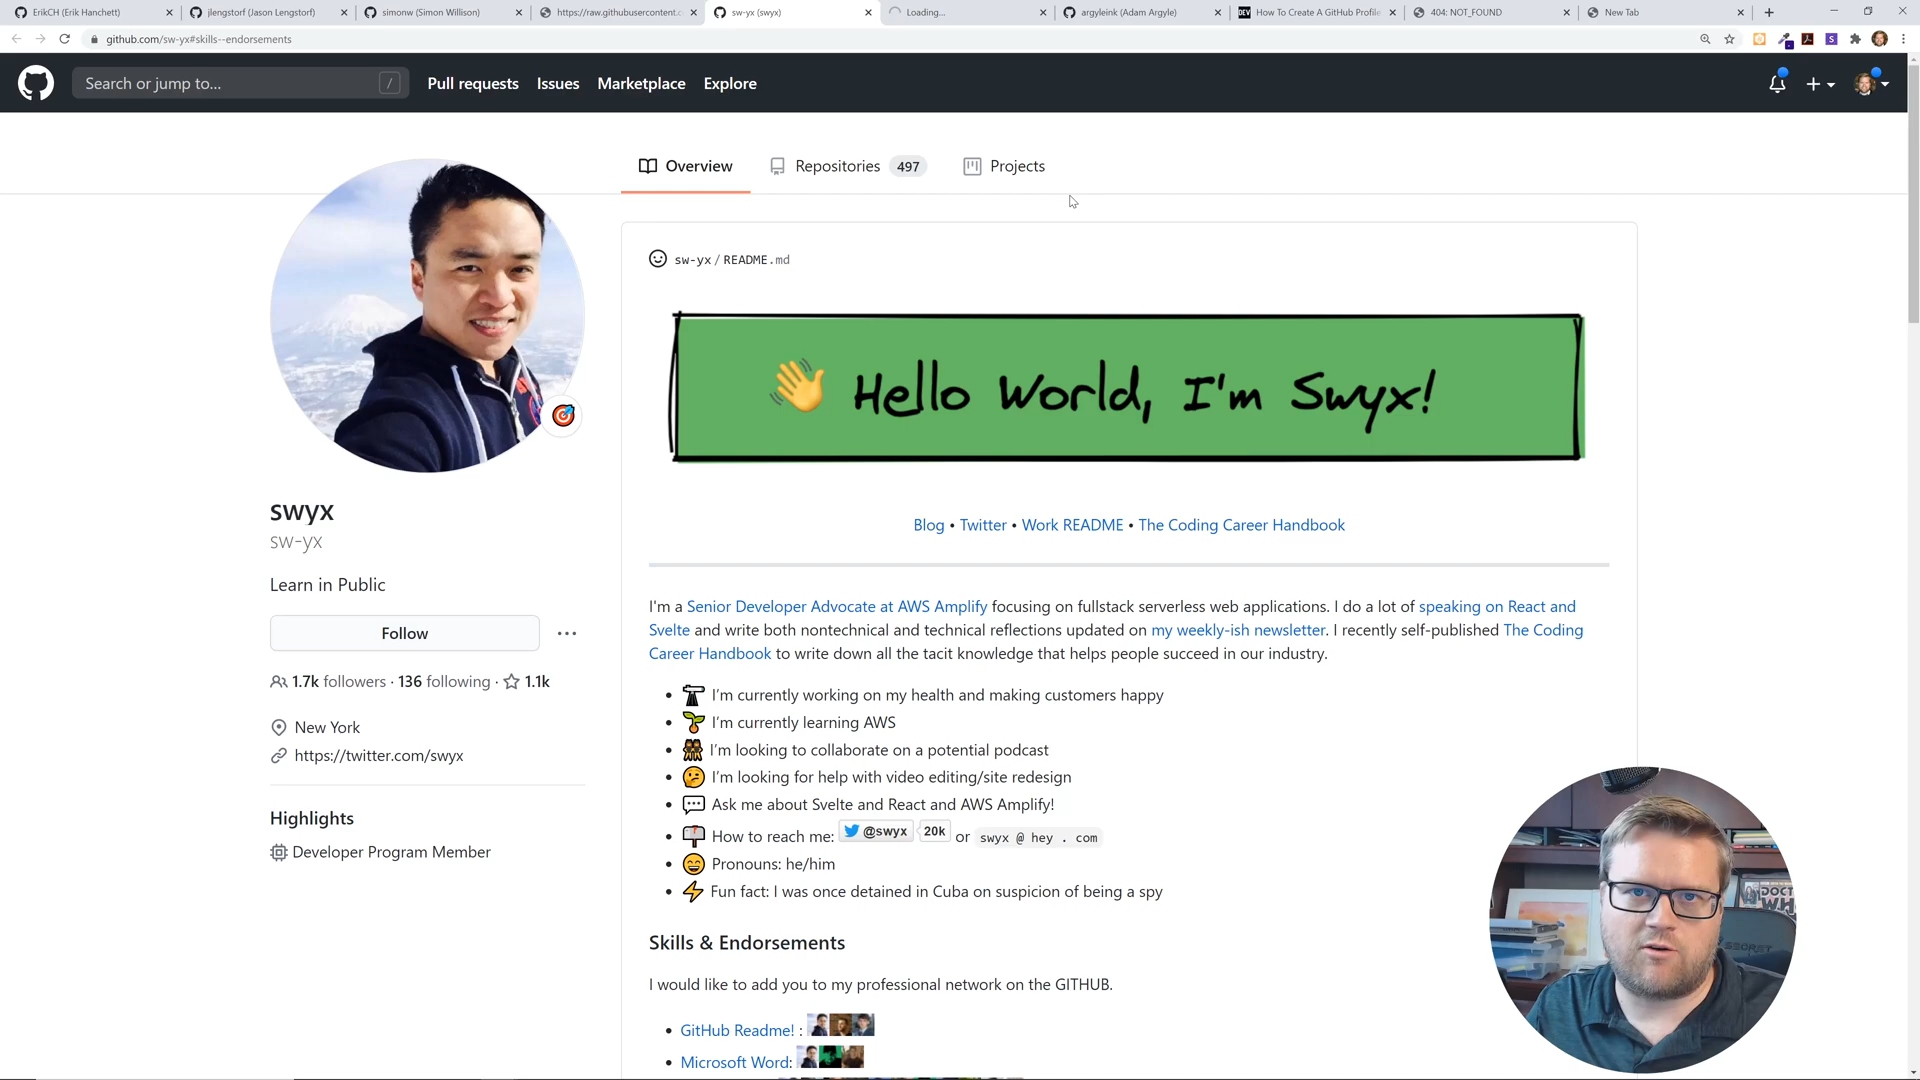 ErikCH (Erik Hanchett)
jlengstorf (Jason Lengstorf)
simonw (Simon Willison)
https://raw.githubusercontent.c
sw-yx (swyx)
Loading...
argyleink (Adam Argyle)
DEV How To Create A GitHub Profile
404: NOT_FOUND
New Tab
github.com/sw-yx#skills--endorsements
Search or jump to... /
Pull requests
Issues
Marketplace
Explore
Overview
Repositories 497
Projects
sw-yx / README.md
👋 Hello World, I'm Swyx!
Blog • Twitter • Work README • The Coding Career Handbook
swyx
sw-yx
Learn in Public
Follow
1.7k followers · 136 following · 1.1k
New York
https://twitter.com/swyx
Highlights
Developer Program Member
I'm a Senior Developer Advocate at AWS Amplify focusing on fullstack serverless web applications. I do a lot of speaking on React and
Svelte and write both nontechnical and technical reflections updated on my weekly-ish newsletter. I recently self-published The Coding
Career Handbook to write down all the tacit knowledge that helps people succeed in our industry.
• I'm currently working on my health and making customers happy
• 🌱 I'm currently learning AWS
• I'm looking to collaborate on a potential podcast
• 🤔 I'm looking for help with video editing/site redesign
• 💬 Ask me about Svelte and React and AWS Amplify!
• 📫 How to reach me: @swyx 20k or swyx @ hey . com
• 😄 Pronouns: he/him
• ⚡ Fun fact: I was once detained in Cuba on suspicion of being a spy
Skills & Endorsements
I would like to add you to my professional network on the GITHUB.
• GitHub Readme! :
• Microsoft Word:
SECRET